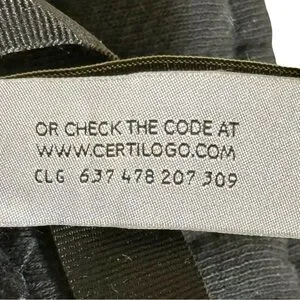 OR CHECK THE CODE AT
WWW.CERTILOGO.COM
CLG 637 478 207 309